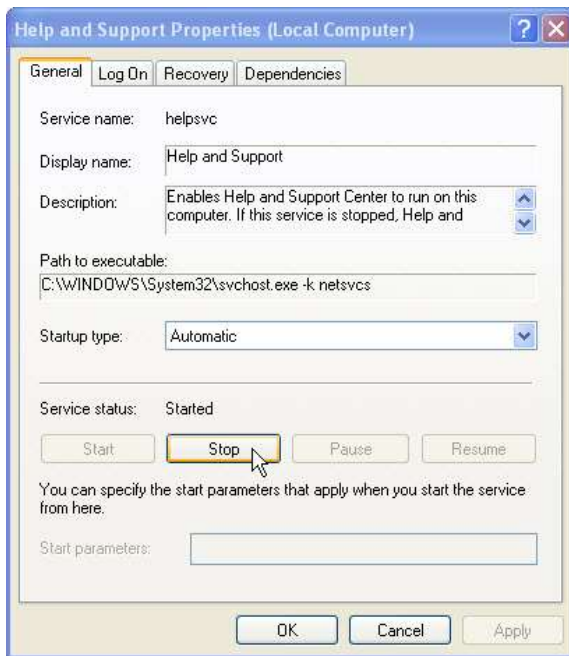 Help and Support Properties (Local Computer)
General Log On Recovery Dependencies
Service name: helpsvc
Display name: Help and Support
Description: Enables Help and Support Center to run on this
computer. If this service is stopped, Help and
Path to executable:
C:\WINDOWS\System32\svchost.exe -k netsvcs
Startup type: Automatic
Service status: Started
Start Stop Pause Resume
You can specify the start parameters that apply when you start the service
from here.
Start parameters:
OK Cancel Apply